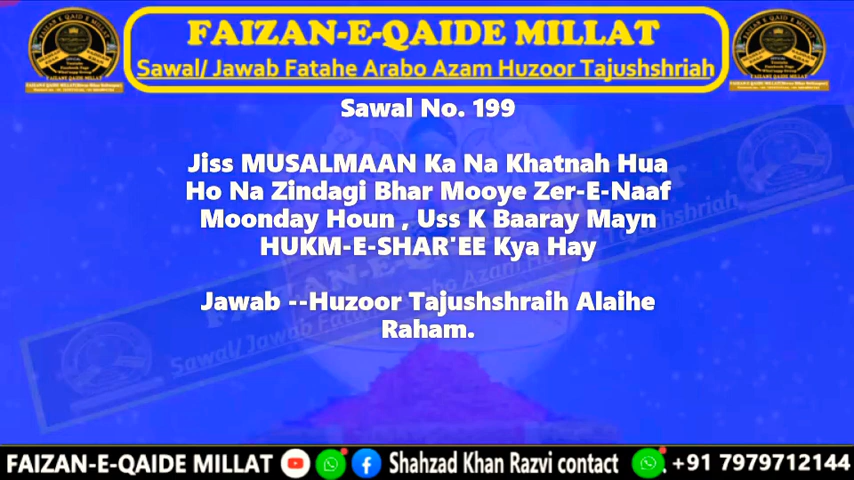 FAIZAN-E-QAIDE MILLAT
Sawal/ Jawab Fatahe Arabo Azam Huzoor Tajushshriah
Sawal No. 199
Jiss MUSALMAAN Ka Na Khatnah Hua
Ho Na Zindagi Bhar Mooye Zer-E-Naaf
Moonday Houn , Uss K Baaray Mayn
HUKM-E-SHAR'EE Kya Hay
Jawab --Huzoor Tajushshraih Alaihe
Raham.
FAIZAN-E-QAIDE MILLAT Shahzad Khan Razvi contact +91 7979712144